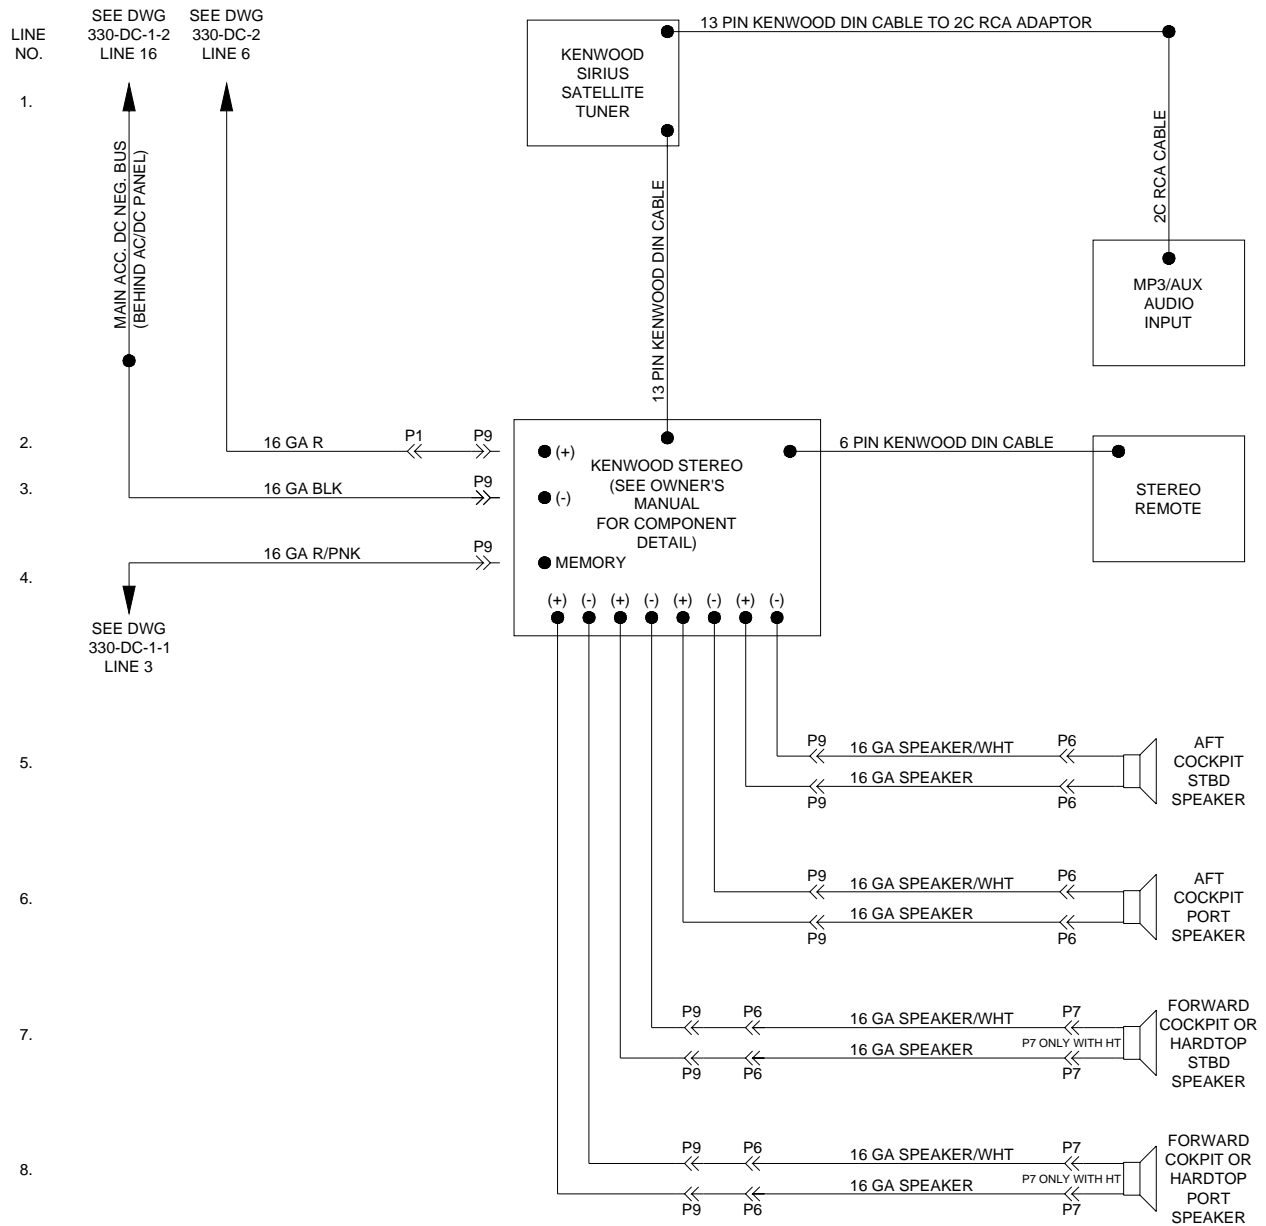 LINE
NO.
SEE DWG
330-DC-1-2
LINE 16
SEE DWG
330-DC-2
LINE 6
13 PIN KENWOOD DIN CABLE TO 2C RCA ADAPTOR
KENWOOD
SIRIUS
SATELLITE
TUNER
1.
MAIN ACC. DC NEG. BUS
(BEHIND AC/DC PANEL)
13 PIN KENWOOD DIN CABLE
2C RCA CABLE
MP3/AUX
AUDIO
INPUT
2.
16 GA R
P1
P9
(+)
KENWOOD STEREO
(SEE OWNER'S
MANUAL
FOR COMPONENT
DETAIL)
6 PIN KENWOOD DIN CABLE
STEREO
REMOTE
3.
16 GA BLK
P9
(-)
4.
16 GA R/PNK
P9
MEMORY
(+) (-) (+) (-) (+) (-) (+) (-)
SEE DWG
330-DC-1-1
LINE 3
5.
P9
16 GA SPEAKER/WHT
P6
16 GA SPEAKER
P9
P6
AFT
COCKPIT
STBD
SPEAKER
6.
P9
16 GA SPEAKER/WHT
P6
16 GA SPEAKER
P9
P6
AFT
COCKPIT
PORT
SPEAKER
7.
P9
P6
16 GA SPEAKER/WHT
P7
16 GA SPEAKER
P7 ONLY WITH HT
P9
P6
P7
FORWARD
COCKPIT OR
HARDTOP
STBD
SPEAKER
8.
P9
P6
16 GA SPEAKER/WHT
P7
16 GA SPEAKER
P7 ONLY WITH HT
P9
P6
P7
FORWARD
COKPIT OR
HARDTOP
PORT
SPEAKER